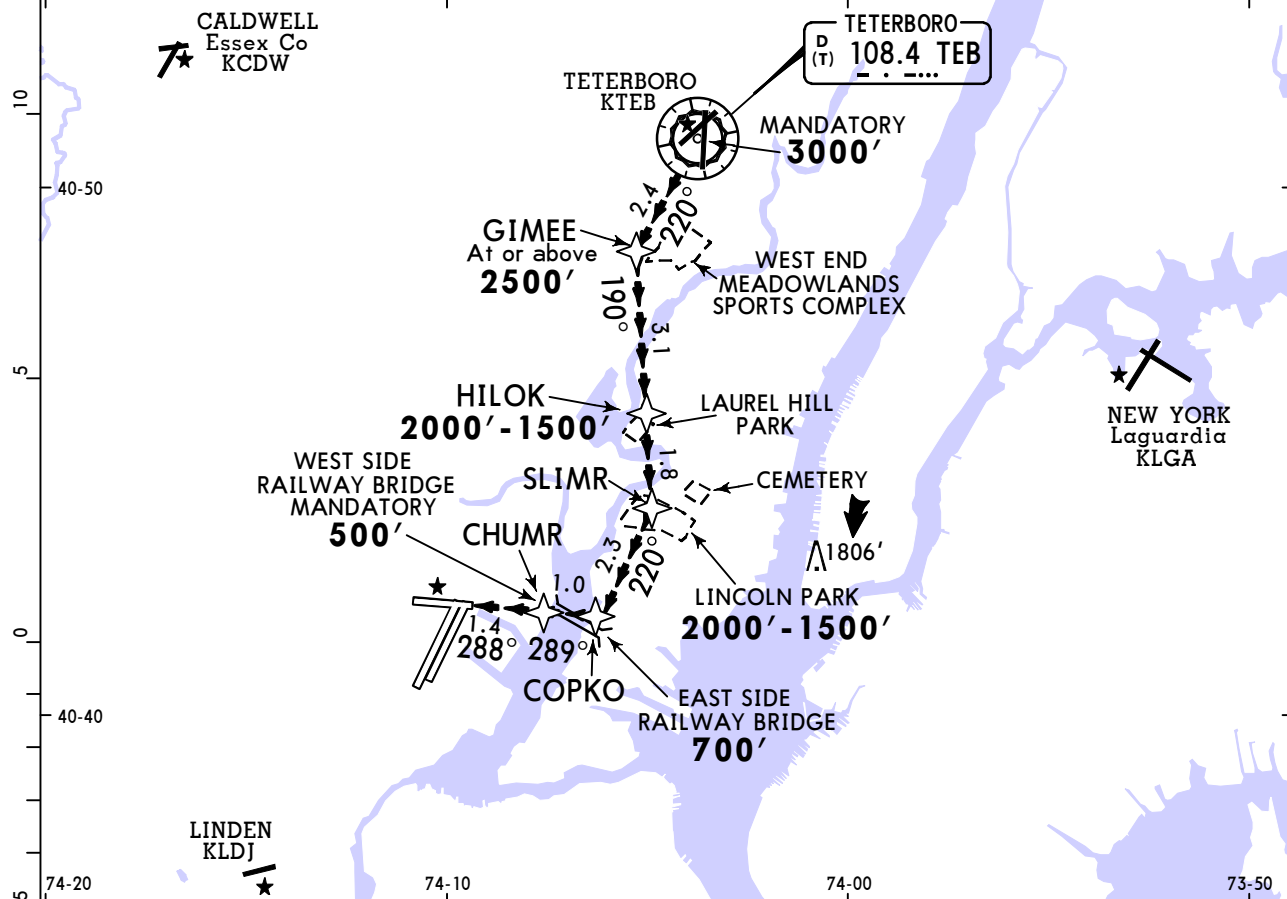 CALDWELL
Essex Co
KCDW
TETERBORO
D
(T)
108.4 TEB
TETERBORO
KTEB
10
MANDATORY
3000′
40-50
2.4
220°
GIMEE
At or above
2500′
WEST END
MEADOWLANDS
SPORTS COMPLEX
190°
3.1
5
HILOK
2000′-1500′
LAUREL HILL
PARK
NEW YORK
Laguardia
KLGA
WEST SIDE
RAILWAY BRIDGE
MANDATORY
500′
1.8
SLIMR
CEMETERY
CHUMR
2.3
220°
1806′
1.0
LINCOLN PARK
2000′-1500′
0
1.4
288°
289°
COPKO
EAST SIDE
RAILWAY BRIDGE
700′
40-40
LINDEN
KLDJ
5
74-20
74-10
74-00
73-50